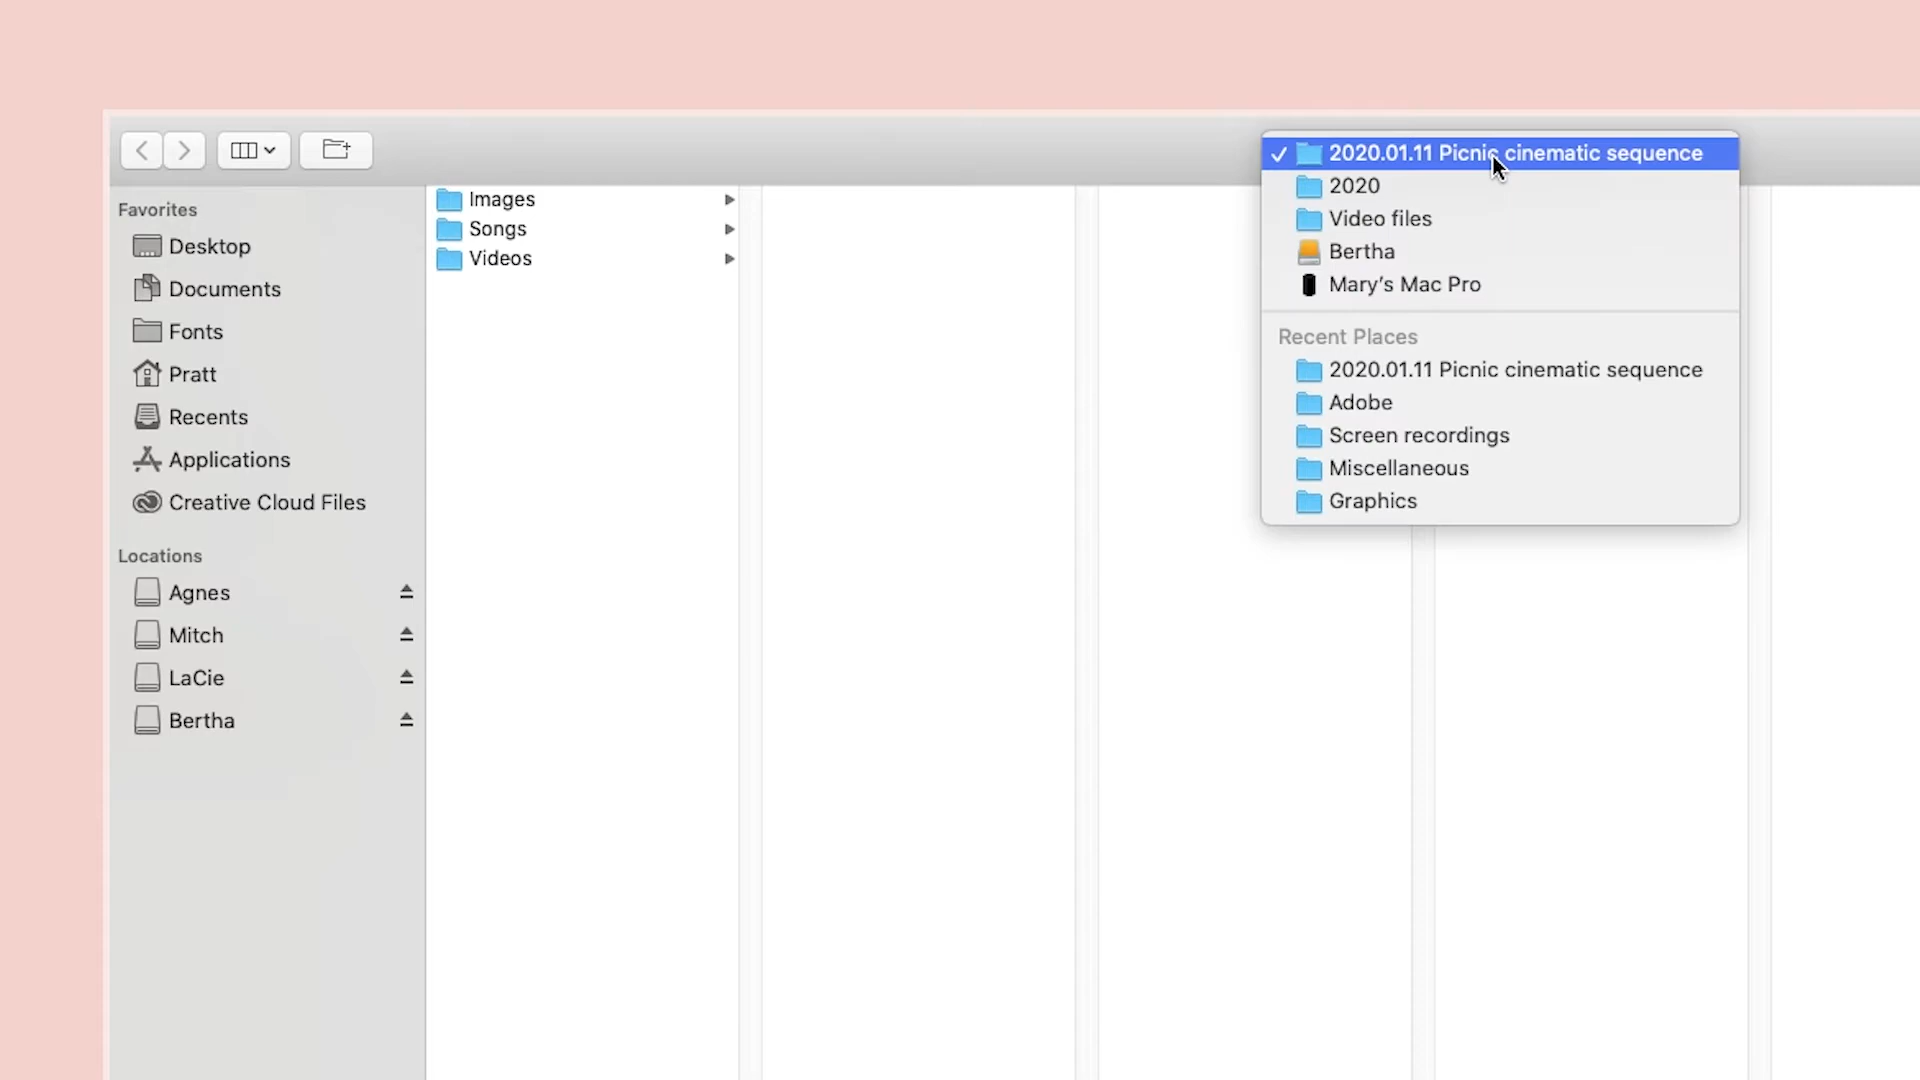 Favorites
Desktop
Documents
Fonts
Pratt
Recents
Applications
Creative Cloud Files
Locations
Agnes
Mitch
LaCie
Bertha
Images
Songs
Videos
2020.01.11 Picnic cinematic sequence
2020
Video files
Bertha
Mary’s Mac Pro
Recent Places
2020.01.11 Picnic cinematic sequence
Adobe
Screen recordings
Miscellaneous
Graphics